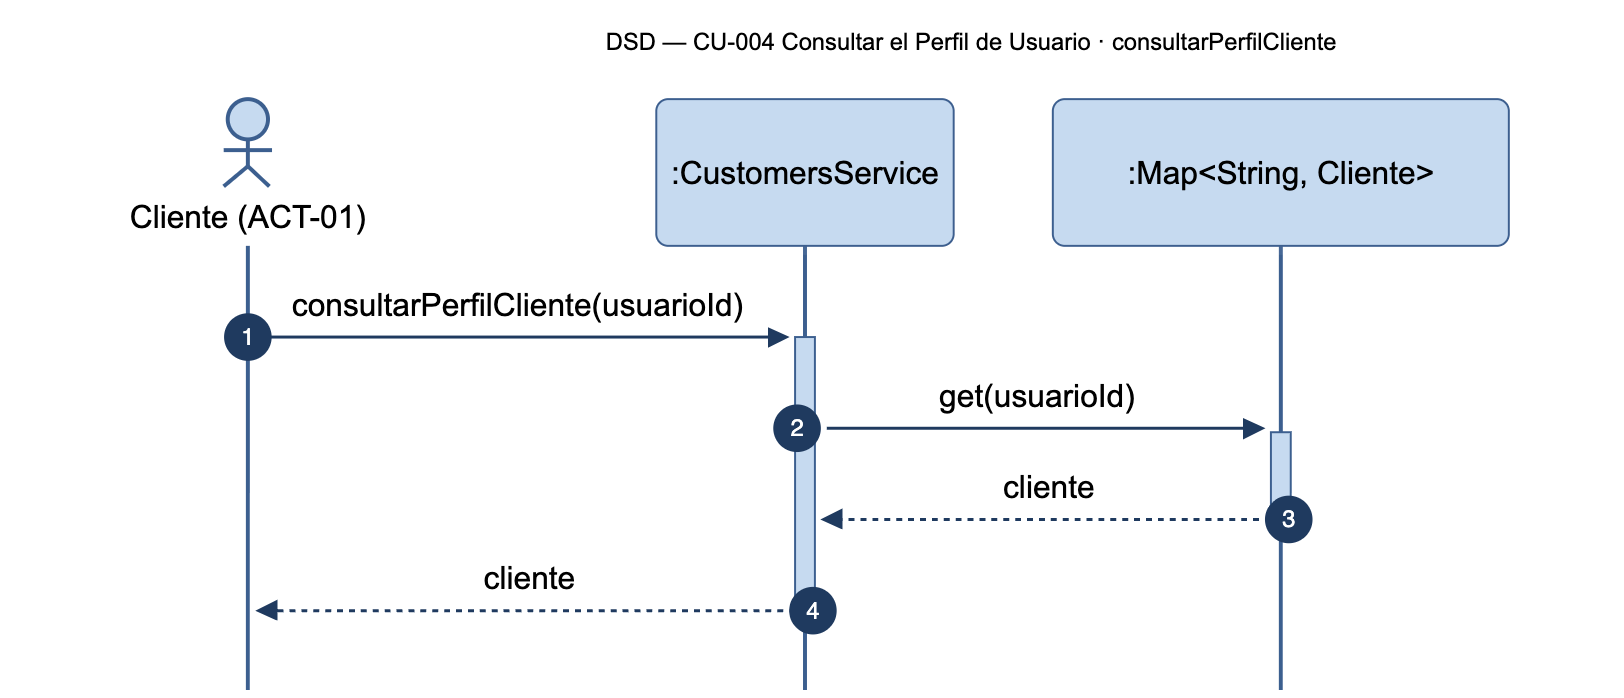 DSD — CU-004 Consultar el Perfil de Usuario · consultarPerfilCliente
:CustomersService
:Map<String, Cliente>
Cliente (ACT-01)
consultarPerfilCliente(usuarioId)
1
get(usuarioId)
2
cliente
3
cliente
4